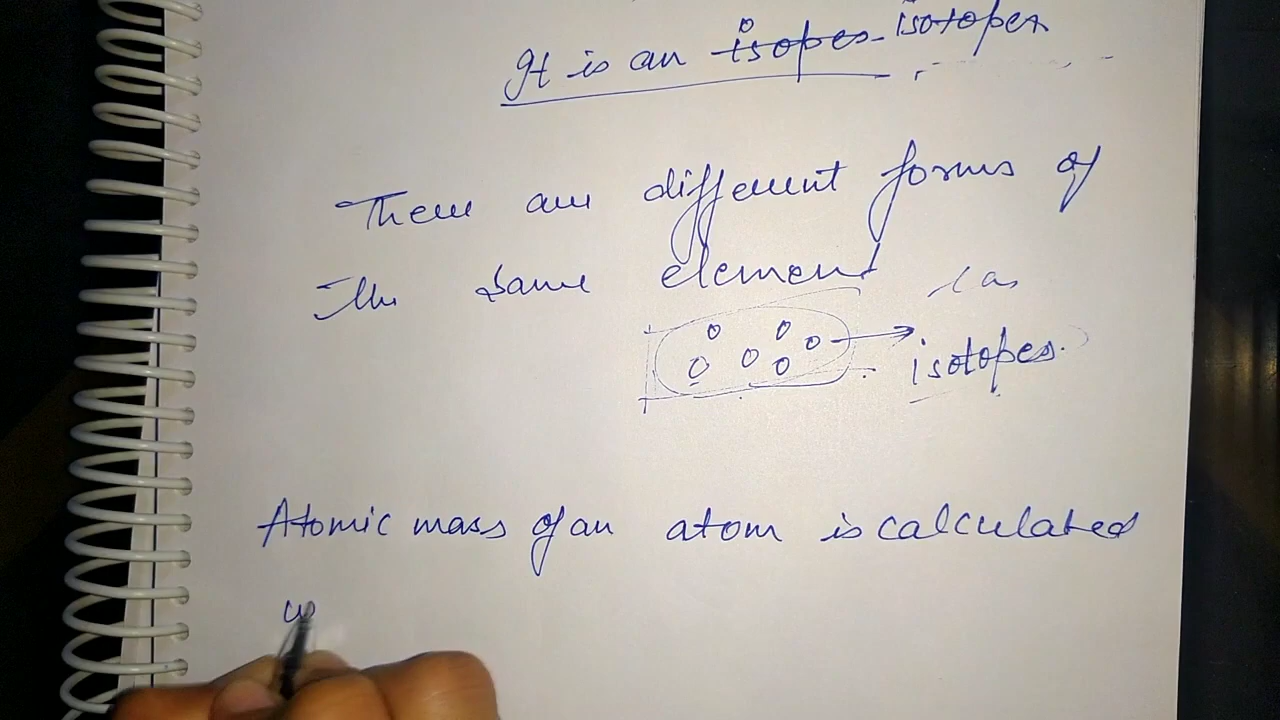 It is an isopes isotopes
There are different forms of
the same element (as
isotopes.
Atomic mass of an atom is calculated